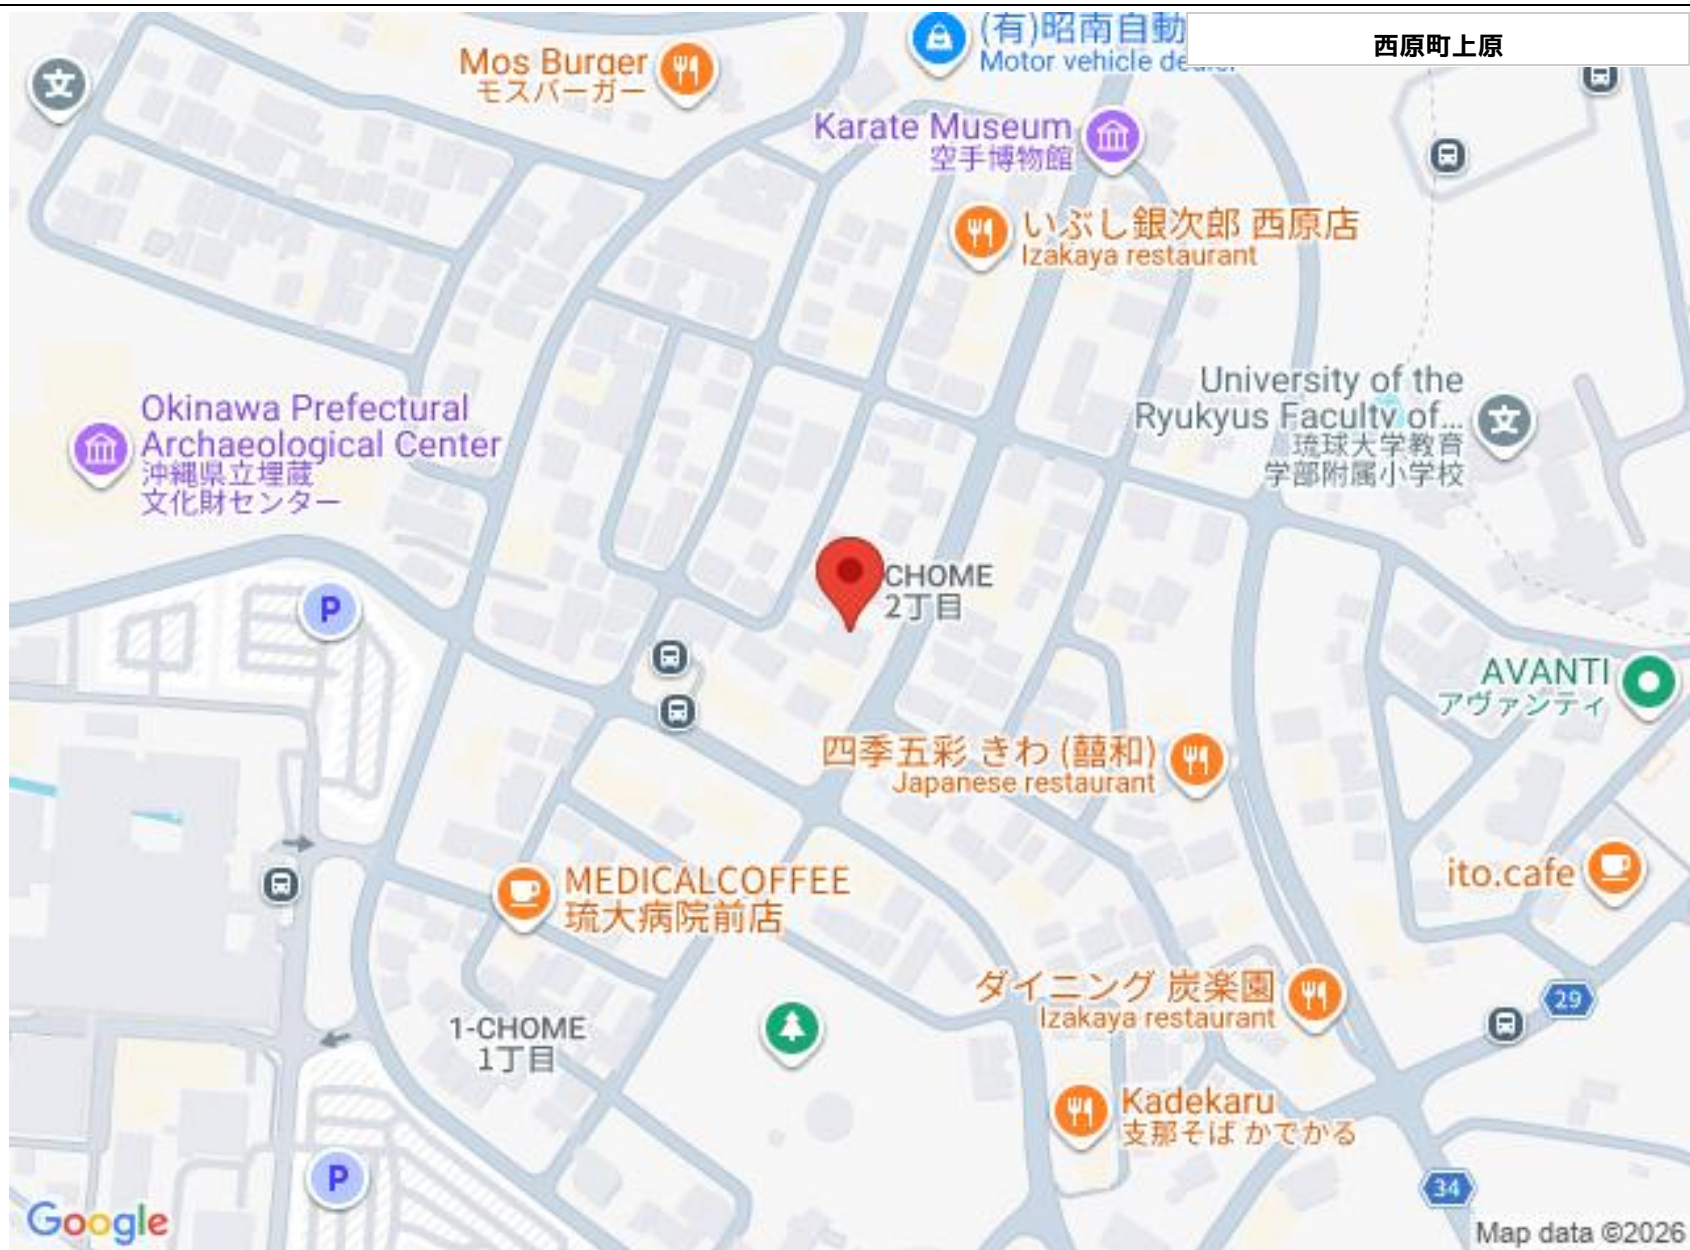 (有)昭南自動
Motor vehicle dealer
西原町上原
Mos Burger
モスバーガー
文
Karate Museum
空手博物館
いぶし銀次郎 西原店
Izakaya restaurant
University of the
Ryukyus Faculty of...
琉球大学教育
学部附属小学校
文
Okinawa Prefectural
Archaeological Center
沖縄県立埋蔵
文化財センター
P
CHOME
2丁目
AVANTI
アヴァンティ
四季五彩 きわ (囍和)
Japanese restaurant
MEDICALCOFFEE
琉大病院前店
ito.cafe
ダイニング 炭楽園
Izakaya restaurant
29
1-CHOME
1丁目
Kadekaru
支那そば かでかる
P
34
Google
Map data ©2026